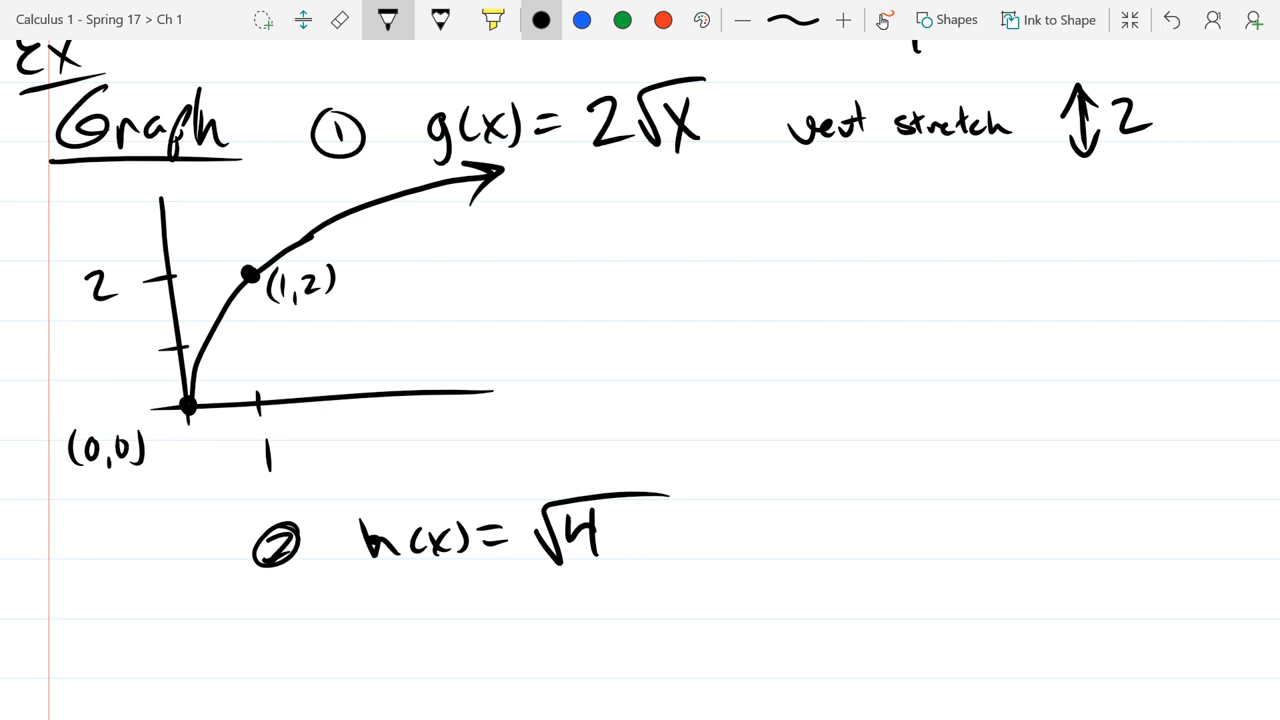 Calculus 1 - Spring 17 > Ch 1
Shapes
Ink to Shape
Ex
Graph ① g(x) = 2√x vert stretch ↕ 2
2
(1,2)
(0,0)
1
② h(x) = √4